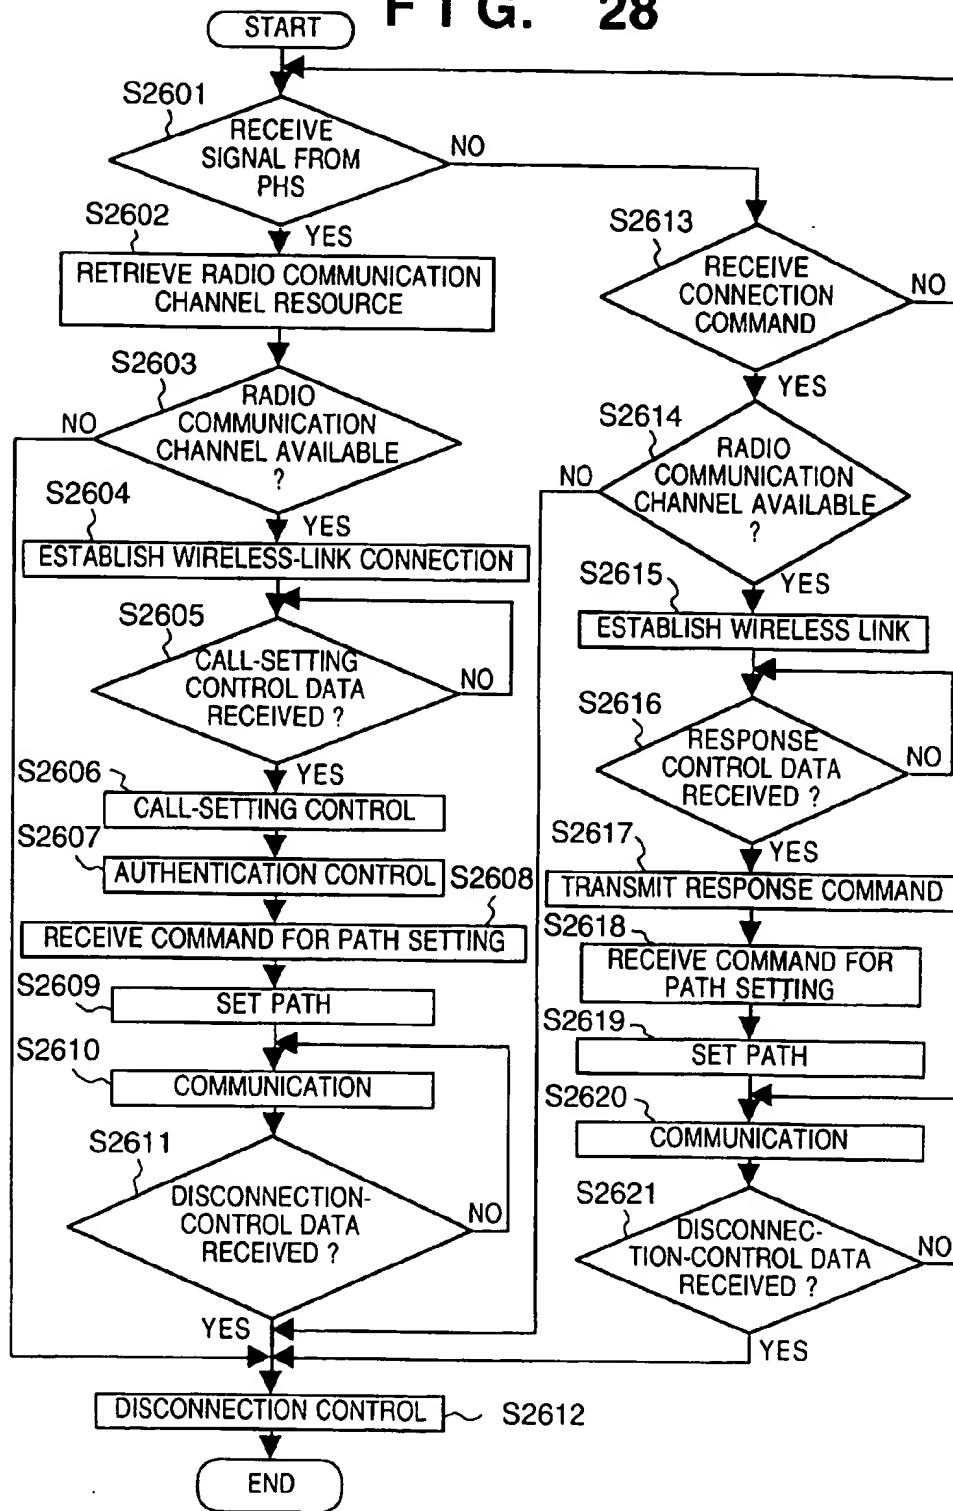 FIG. 28
START
S2601
RECEIVE
SIGNAL FROM
PHS
NO
YES
S2602
RETRIEVE RADIO COMMUNICATION
CHANNEL RESOURCE
S2603
RADIO
COMMUNICATION
CHANNEL AVAILABLE
?
NO
YES
S2604
ESTABLISH WIRELESS-LINK CONNECTION
S2605
CALL-SETTING
CONTROL DATA
RECEIVED ?
NO
YES
S2606
CALL-SETTING CONTROL
S2607
AUTHENTICATION CONTROL
S2608
RECEIVE COMMAND FOR PATH SETTING
S2609
SET PATH
S2610
COMMUNICATION
S2611
DISCONNECTION-
CONTROL DATA
RECEIVED ?
NO
YES
S2613
RECEIVE
CONNECTION
COMMAND
NO
YES
S2614
RADIO
COMMUNICATION
CHANNEL AVAILABLE
?
NO
YES
S2615
ESTABLISH WIRELESS LINK
S2616
RESPONSE
CONTROL DATA
RECEIVED ?
NO
YES
S2617
TRANSMIT RESPONSE COMMAND
S2618
RECEIVE COMMAND FOR
PATH SETTING
S2619
SET PATH
S2620
COMMUNICATION
S2621
DISCONNEC-
TION-CONTROL DATA
RECEIVED ?
NO
YES
DISCONNECTION CONTROL
S2612
END